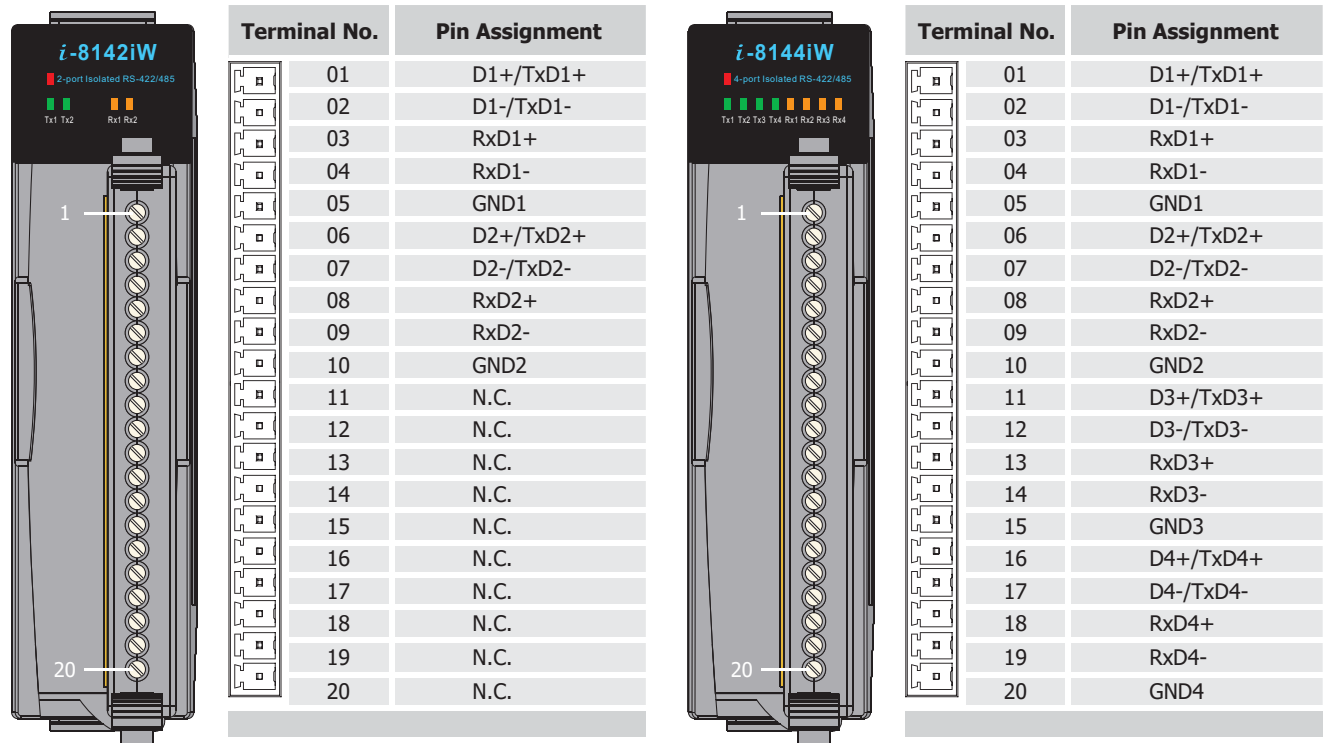 i-8142iW
2-port Isolated RS-422/485
Tx1 Tx2 Rx1 Rx2
1
20
Terminal No. Pin Assignment
01 D1+/TxD1+
02 D1-/TxD1-
03 RxD1+
04 RxD1-
05 GND1
06 D2+/TxD2+
07 D2-/TxD2-
08 RxD2+
09 RxD2-
10 GND2
11 N.C.
12 N.C.
13 N.C.
14 N.C.
15 N.C.
16 N.C.
17 N.C.
18 N.C.
19 N.C.
20 N.C.
i-8144iW
4-port Isolated RS-422/485
Tx1 Tx2 Tx3 Tx4 Rx1 Rx2 Rx3 Rx4
1
20
Terminal No. Pin Assignment
01 D1+/TxD1+
02 D1-/TxD1-
03 RxD1+
04 RxD1-
05 GND1
06 D2+/TxD2+
07 D2-/TxD2-
08 RxD2+
09 RxD2-
10 GND2
11 D3+/TxD3+
12 D3-/TxD3-
13 RxD3+
14 RxD3-
15 GND3
16 D4+/TxD4+
17 D4-/TxD4-
18 RxD4+
19 RxD4-
20 GND4